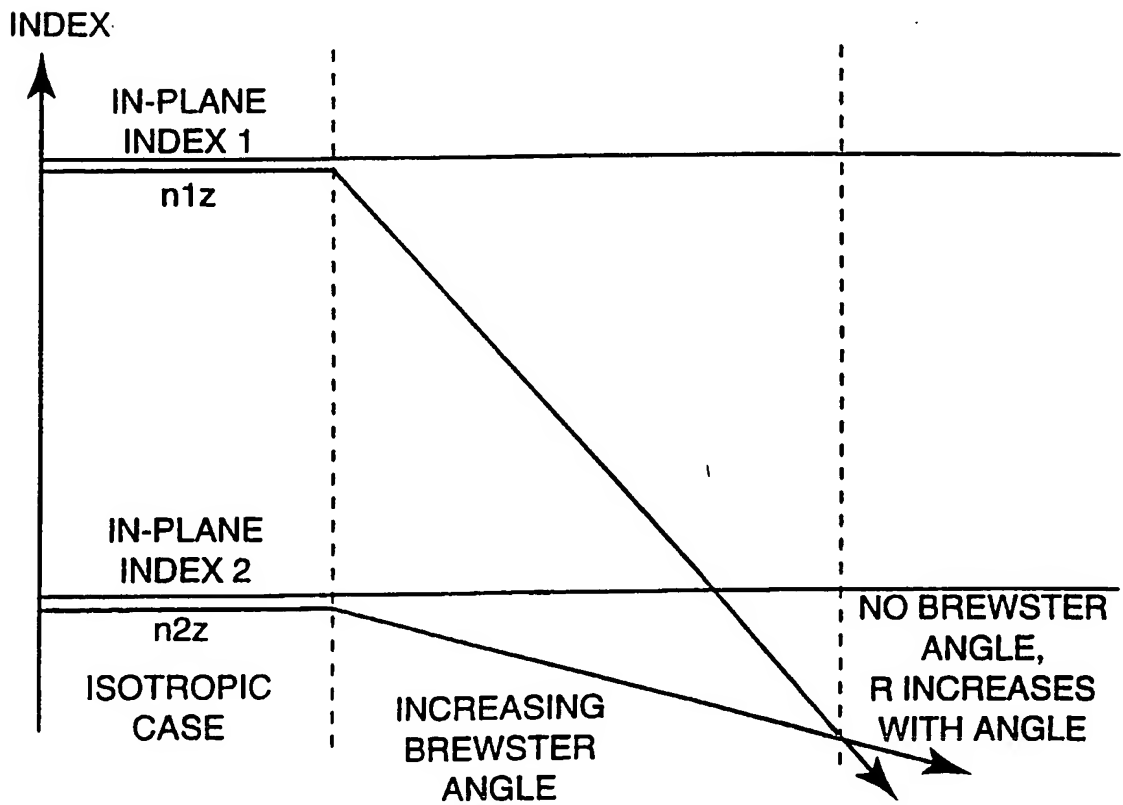 INDEX
IN-PLANE
INDEX 1
n1z
IN-PLANE
INDEX 2
n2z
ISOTROPIC
CASE
INCREASING
BREWSTER
ANGLE
NO BREWSTER
ANGLE,
R INCREASES
WITH ANGLE